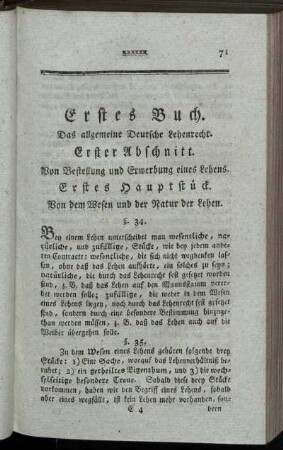 71
Erstes Buch.
Das allgemeine Deutsche Lehenrecht.
Erster Abschnitt.
Von Bestellung und Erwerbung eines Lehens.
Erstes Hauptstück.
Von dem Wesen und der Natur der Lehen.
§. 34.
Bey einem Lehen unterscheidet man wesentliche, na-
türliche, und zufällige, Stücke, wie bey jedem ande-
ren Contracte: wesentliche, die sich nicht wegdenken las-
sen, ohne daß das Lehen aufhört, ein solches zu seyn;
natürliche, die durch das Lehenrecht fest gesetzt worden
sind, z. B. daß das Lehen auf den Mannsstamm verer-
bet werden solle; zufällige, die weder in dem Wesen
eines Lehens liegen, noch durch das Lehenrecht fest gesetzt
sind, sondern durch eine besondere Bestimmung hinzuge-
than werden müssen, z. B. daß das Lehen auch auf die
Weiber übergehen solle.
§. 35.
Zu dem Wesen eines Lehens gehören folgende drey
Stücke: 1) Eine Sache, worauf das Lehenverhältniß be-
ruhet; 2) ein getheiltes Eigenthum, und 3) die wech-
selseitige besondere Treue. Sobald diese drey Stücke
vorkommen, haben wir den Begriff eines Lehens, sobald
aber eines wegfällt, ist kein Lehen mehr vorhanden, son-
E 4
dern